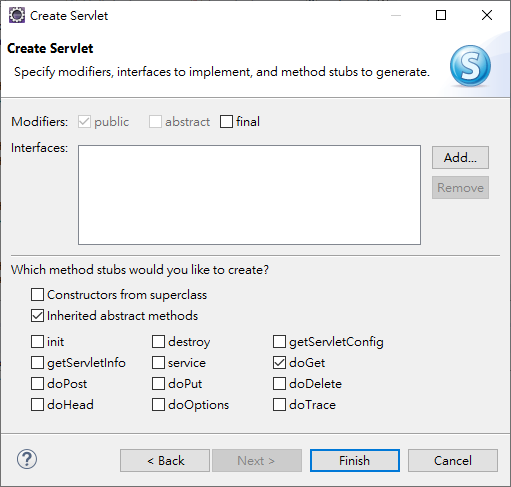 Create Servlet
Create Servlet
Specify modifiers, interfaces to implement, and method stubs to generate.
S
Modifiers: public abstract final
Interfaces:
Add...
Remove
Which method stubs would you like to create?
Constructors from superclass
Inherited abstract methods
init destroy getServletConfig
getServletInfo service doGet
doPost doPut doDelete
doHead doOptions doTrace
? < Back Next > Finish Cancel